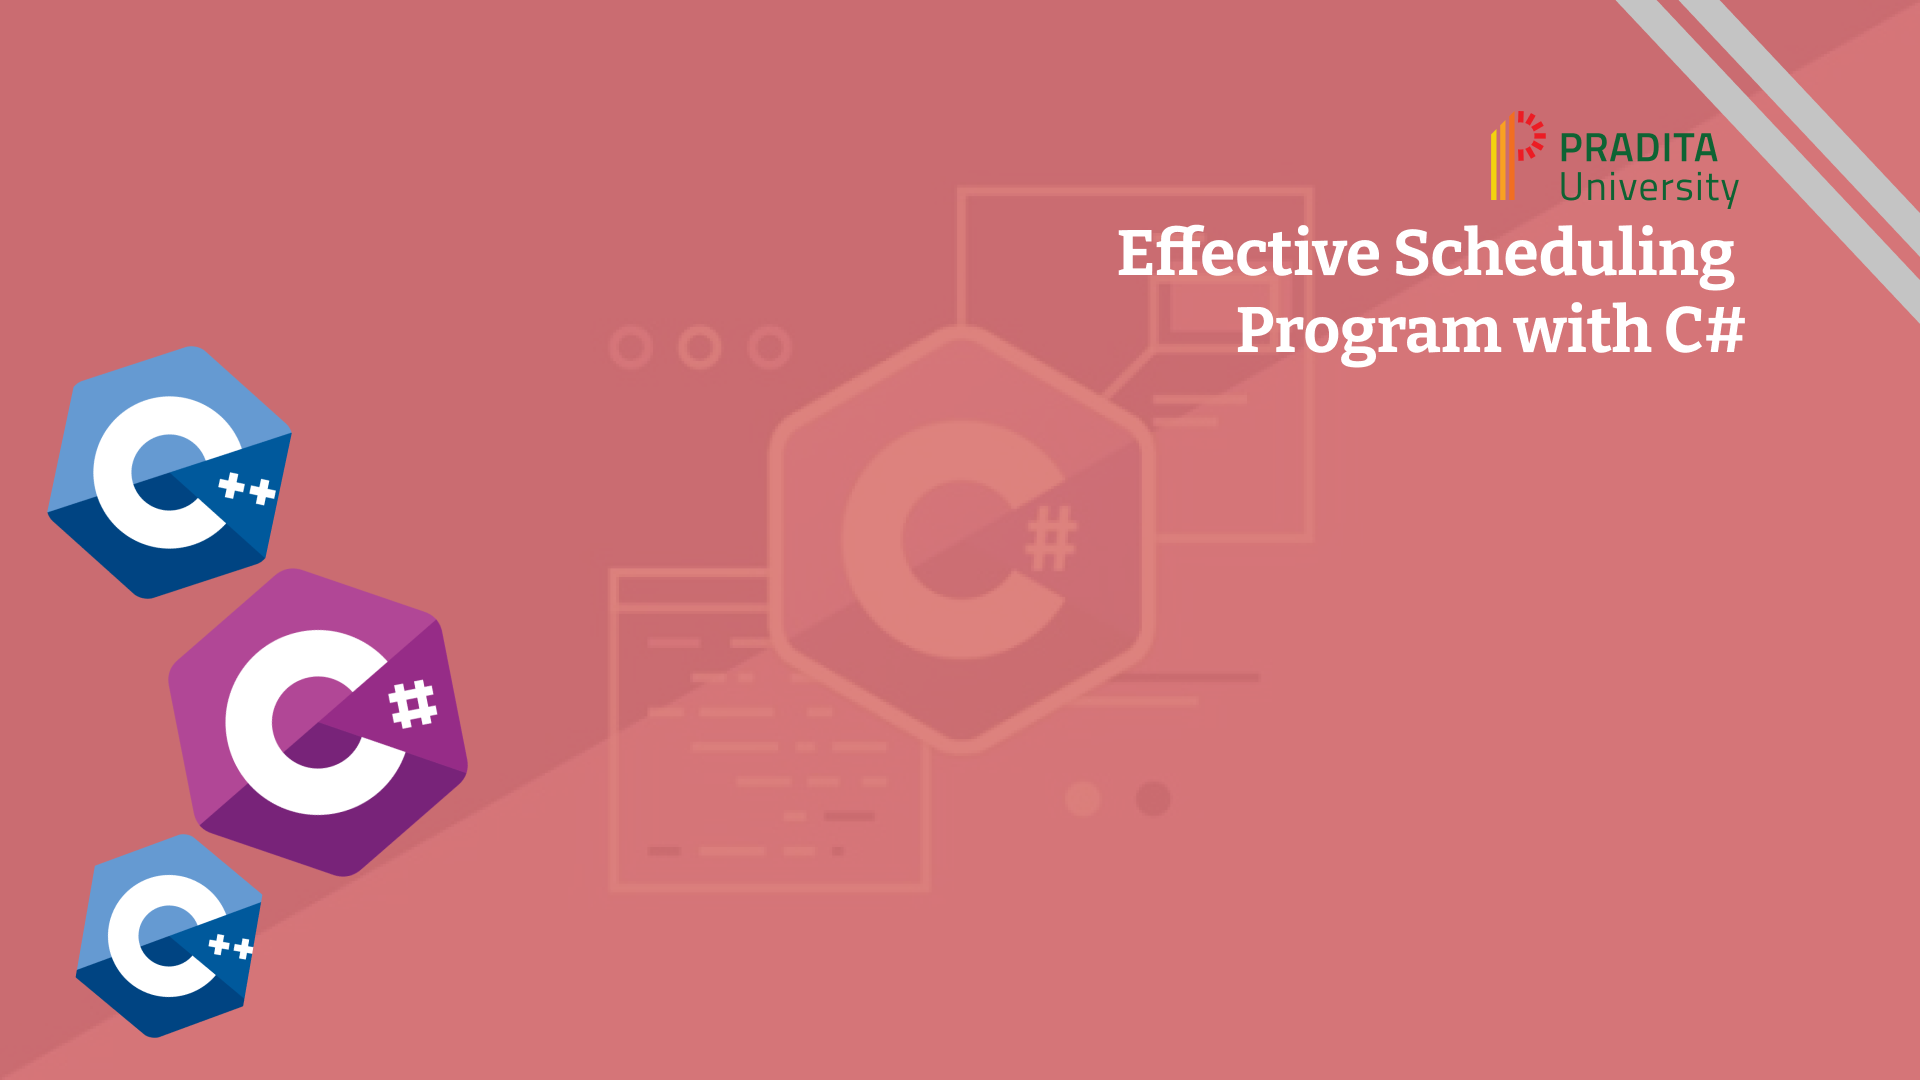 PRADITA
University
Effective Scheduling
Program with C#
C++
C#
C#
C++